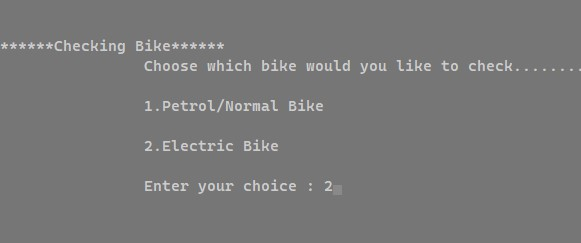 ******Checking Bike******
Choose which bike would you like to check........
1.Petrol/Normal Bike
2.Electric Bike
Enter your choice : 2